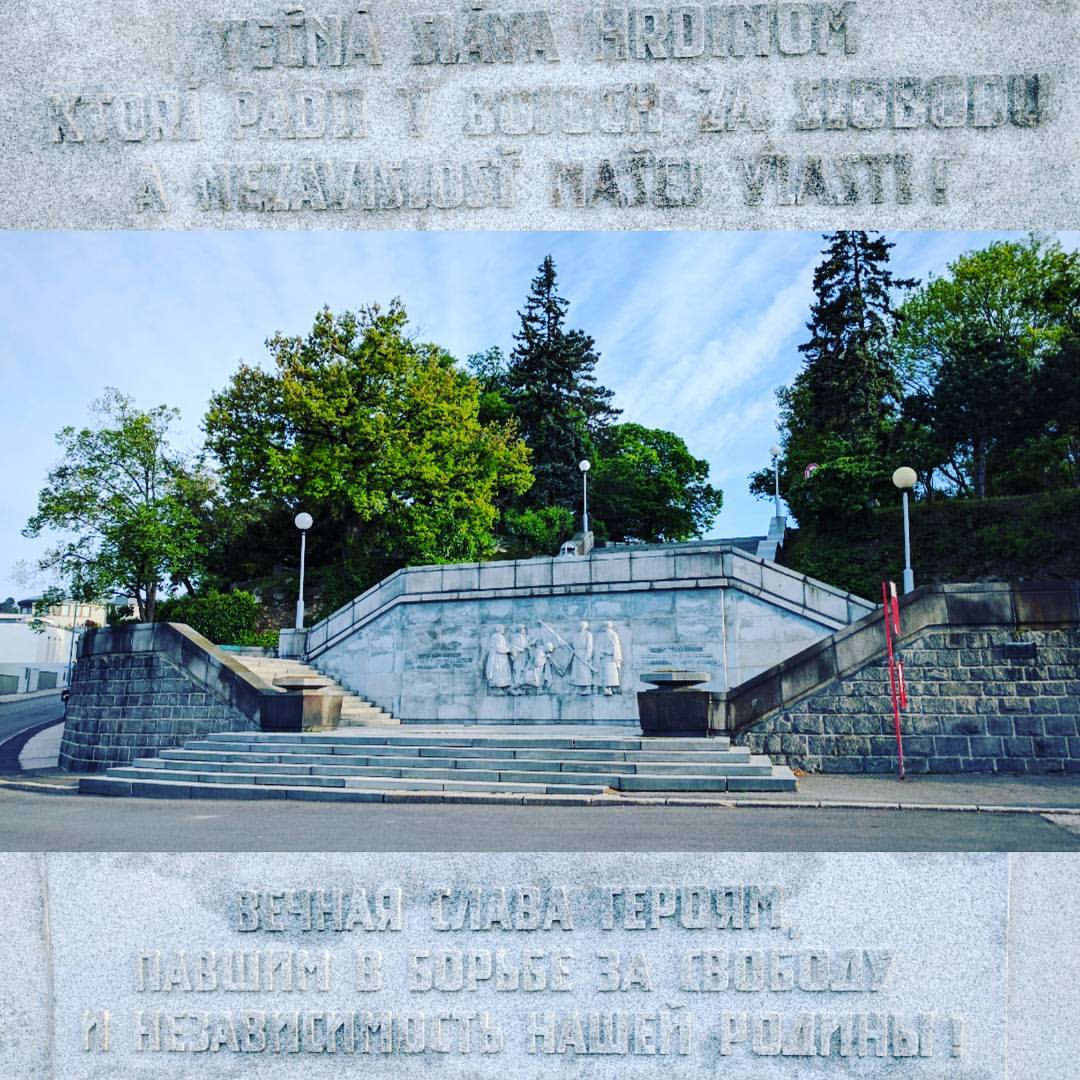 VEČNÁ SLÁVA HRDINOM
KTORÍ PADLI V BOJOCH ZA SLOBODU
A NEZÁVISLOSŤ NAŠEJ VLASTI!
ВЕЧНАЯ СЛАВА ГЕРОЯМ,
ПАВШИМ В БОРЬБЕ ЗА СВОБОДУ
И НЕЗАВИСИМОСТЬ НАШЕЙ РОДИНЫ!